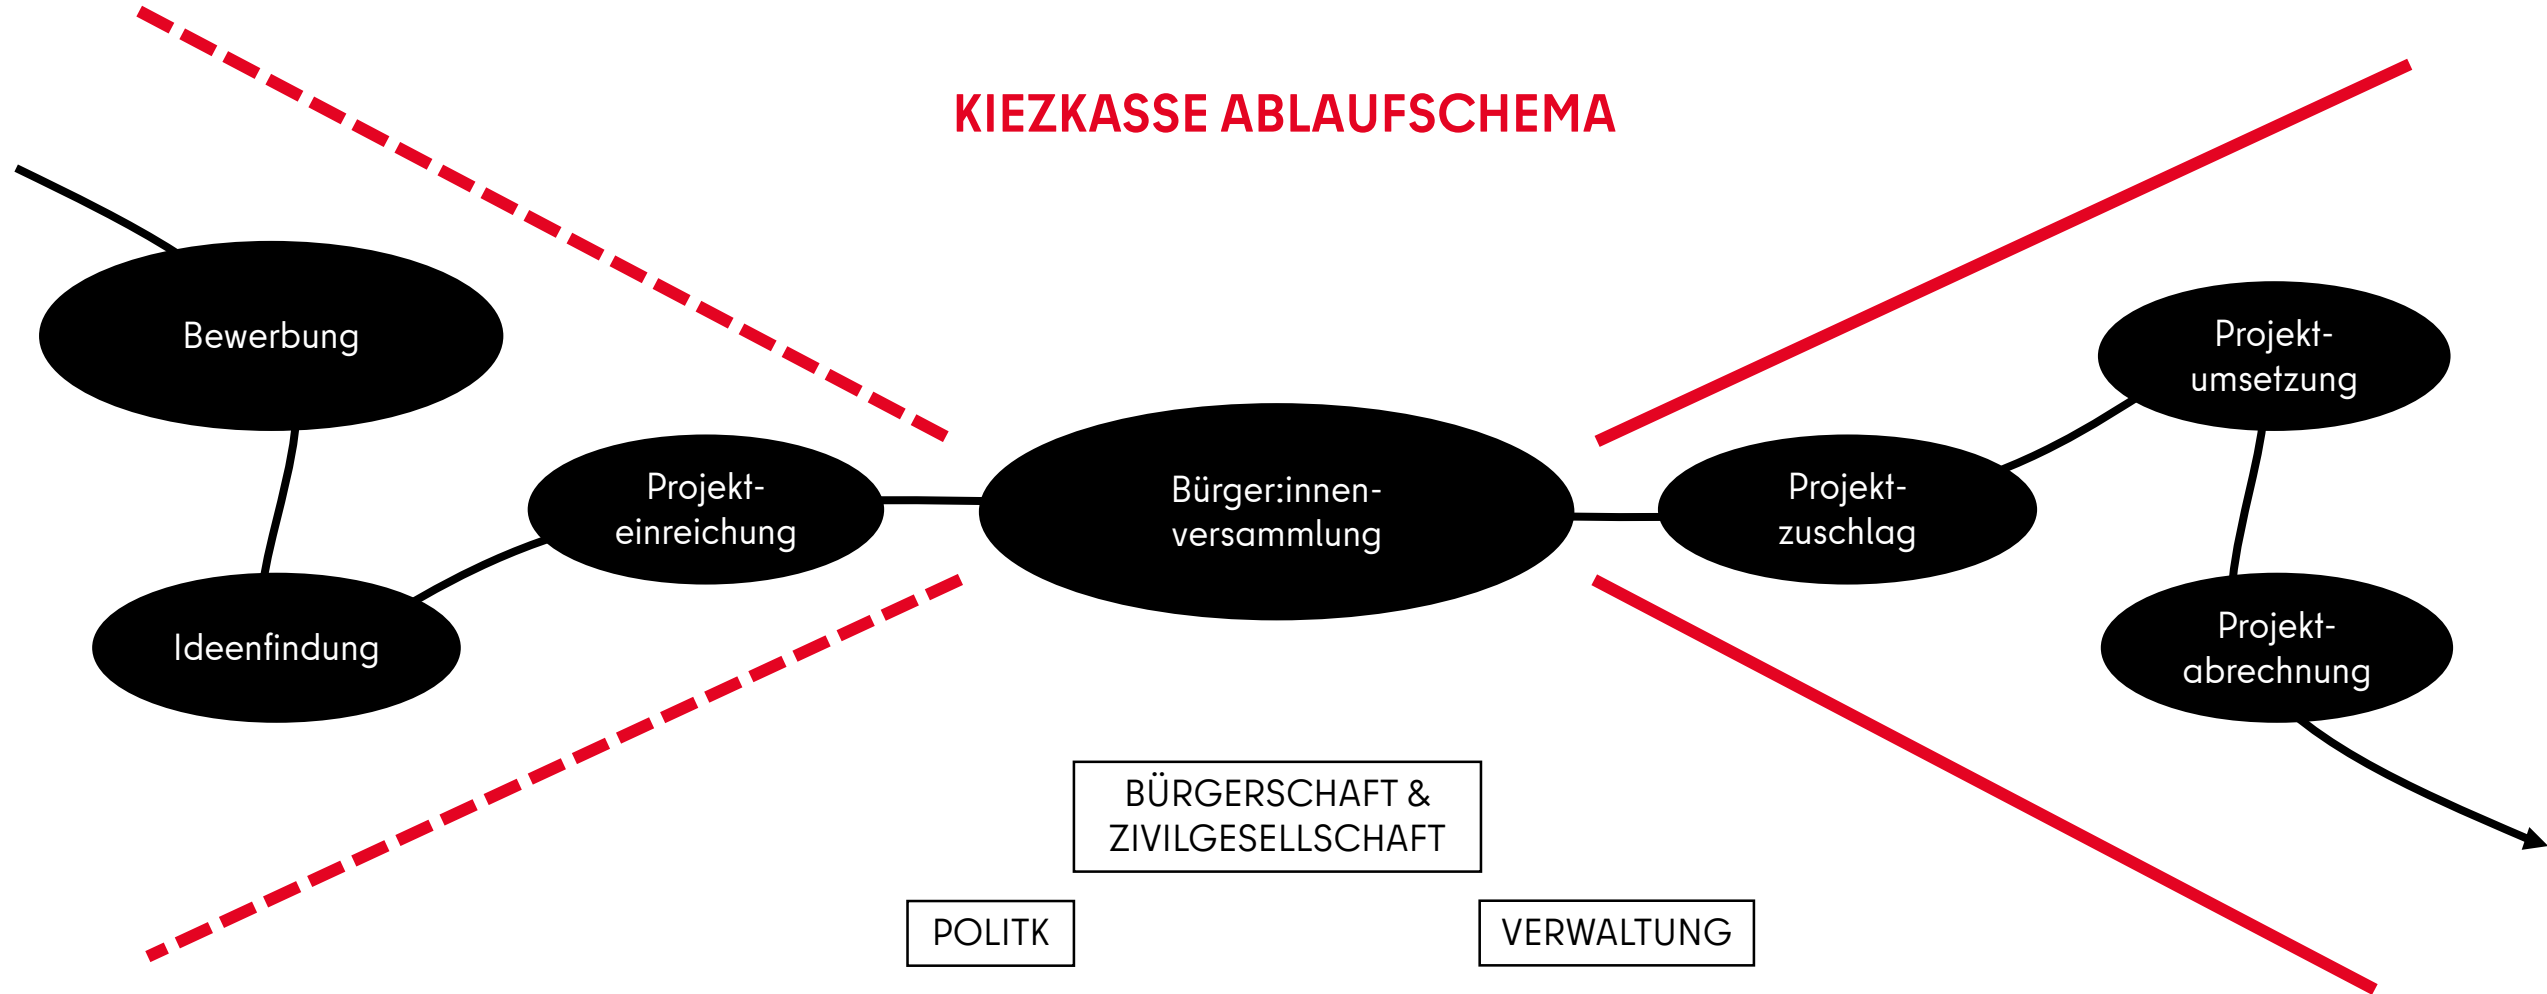 KIEZKASSE ABLAUFSCHEMA
Bewerbung
Ideenfindung
Projekt-
einreichung
Bürger:innen-
versammlung
Projekt-
zuschlag
Projekt-
umsetzung
Projekt-
abrechnung
BÜRGERSCHAFT &
ZIVILGESELLSCHAFT
POLITK
VERWALTUNG